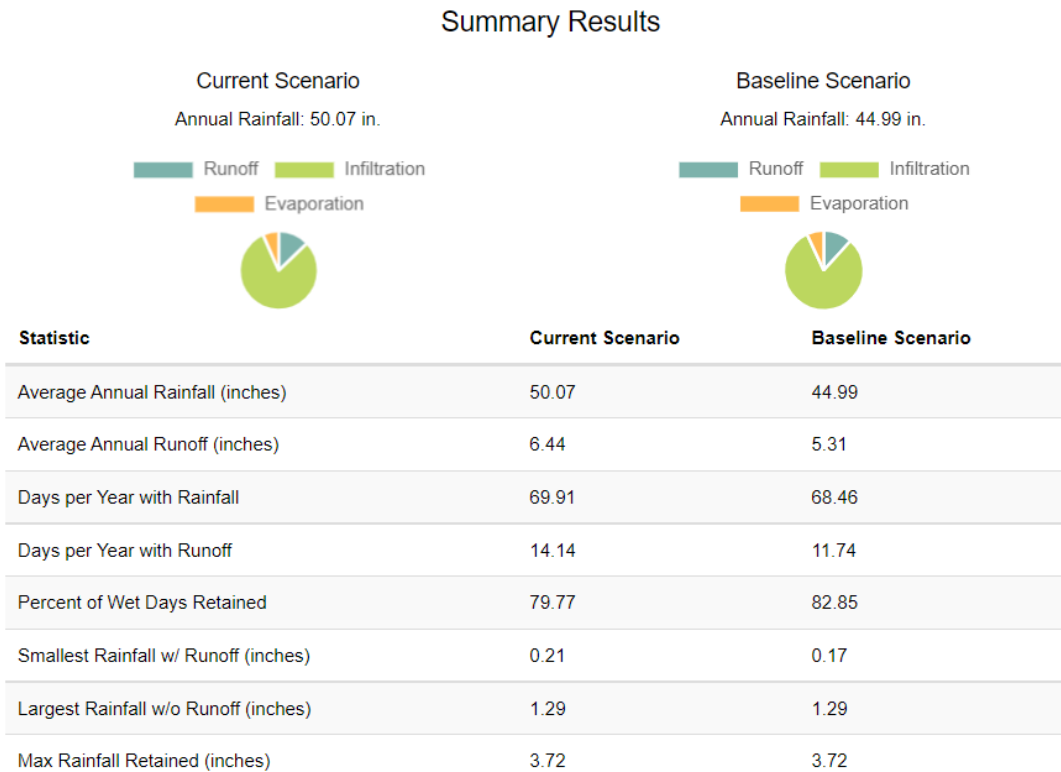 Summary Results
Current Scenario
Annual Rainfall: 50.07 in.
Runoff Infiltration
Evaporation
Baseline Scenario
Annual Rainfall: 44.99 in.
Runoff Infiltration
Evaporation
Statistic Current Scenario Baseline Scenario
Average Annual Rainfall (inches) 50.07 44.99
Average Annual Runoff (inches) 6.44 5.31
Days per Year with Rainfall 69.91 68.46
Days per Year with Runoff 14.14 11.74
Percent of Wet Days Retained 79.77 82.85
Smallest Rainfall w/ Runoff (inches) 0.21 0.17
Largest Rainfall w/o Runoff (inches) 1.29 1.29
Max Rainfall Retained (inches) 3.72 3.72